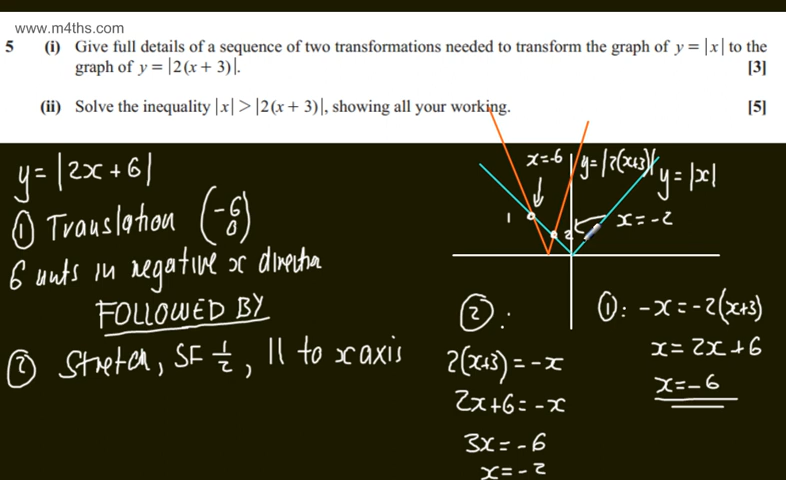 www.m4ths.com
5 (i) Give full details of a sequence of two transformations needed to transform the graph of y = |x| to the
graph of y = |2(x + 3)|. [3]
(ii) Solve the inequality |x| > |2(x + 3)|, showing all your working. [5]
y = |2x + 6|
① Translation (-6 0)
6 units in negative x direction
FOLLOWED BY
② Stretch, SF 1/2, || to x axis
x=-6
y=|2(x+3)|
y=|x|
1
2
x=-2
②:
2(x+3) = -x
2x+6 = -x
3x = -6
x = -2
①: -x = -2(x+3)
x = 2x + 6
x = -6